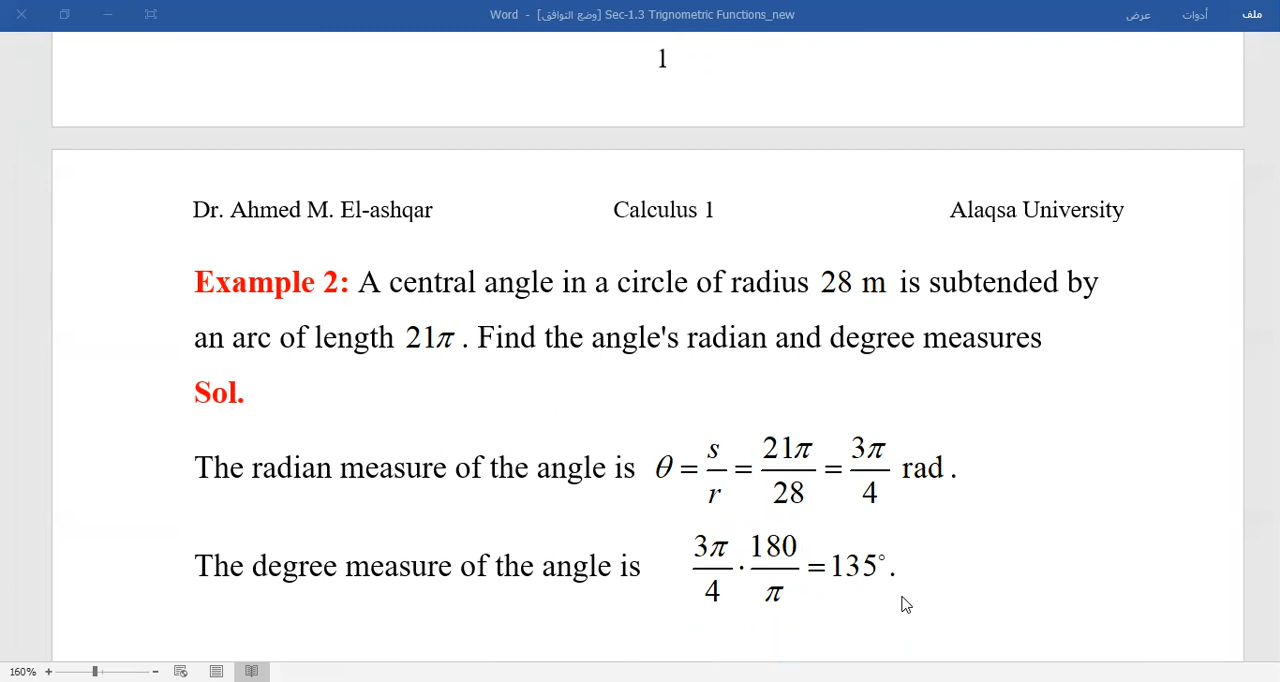 Word - [وضع التوافق] Sec-1.3 Trignometric Functions_new
عرض أدوات ملف
1
Dr. Ahmed M. El-ashqar Calculus 1 Alaqsa University
Example 2: A central angle in a circle of radius 28 m is subtended by
an arc of length 21π . Find the angle's radian and degree measures
Sol.
The radian measure of the angle is θ = s/r = 21π/28 = 3π/4 rad .
The degree measure of the angle is 3π/4 · 180/π = 135° .
160%